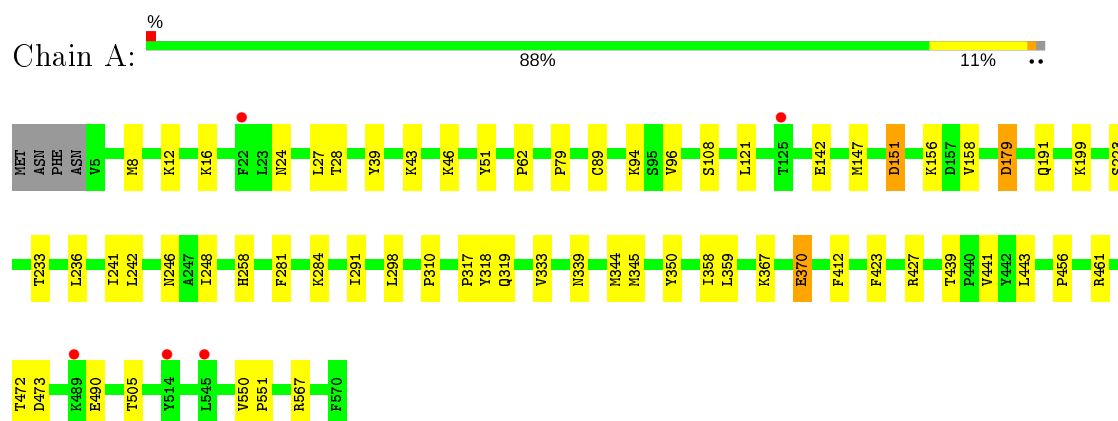 %
Chain A:
88% 11% ••
MET ASN PHE ASN V5 M8 K12 K16 F22 L23 N24 L27 T28 Y39 K43 K46 Y51 P62 P79 C89 K94 S95 V96 S108 L121 T125 E142 M147 D151 K156 D157 V158 D179 Q191 K199 S223
T233 L236 I241 L242 N246 A247 I248 H258 F281 K284 I291 L298 P310 P317 Y318 Q319 V333 N339 M344 M345 Y350 I358 L359 K367 E370 F412 F423 R427 T439 P440 V441 Y442 L443 P456 R461
T472 D473 K489 E490 T505 Y514 L545 V550 P551 R567 F570